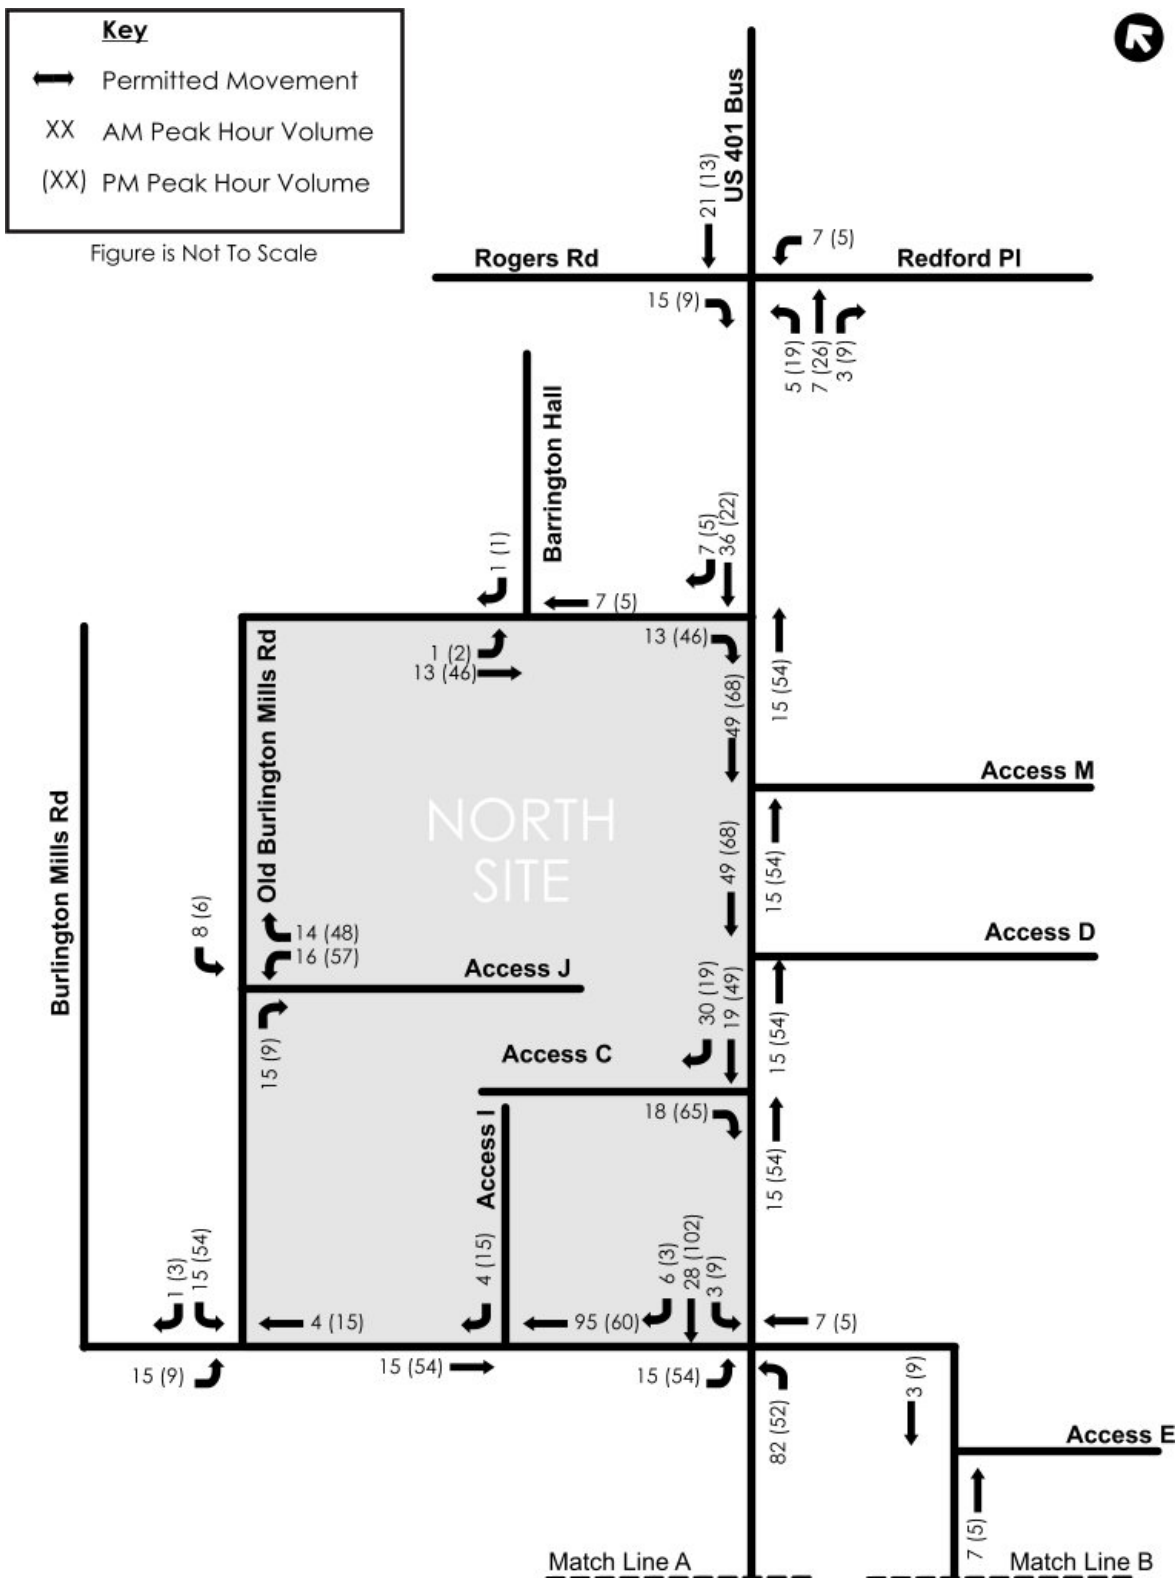 Key
Permitted Movement
XX AM Peak Hour Volume
(XX) PM Peak Hour Volume
Figure is Not To Scale
US 401 Bus
21 (13)
7 (5)
Rogers Rd
Redford Pl
15 (9)
5 (19)
7 (26)
3 (9)
Barrington Hall
1 (1)
7 (5)
7 (5)
36 (22)
1 (2)
13 (46)
13 (46)
15 (54)
49 (68)
Old Burlington Mills Rd
Burlington Mills Rd
NORTH
SITE
Access M
49 (68)
15 (54)
8 (6)
14 (48)
16 (57)
Access J
Access D
15 (9)
30 (19)
19 (49)
15 (54)
Access C
18 (65)
Access I
15 (54)
1 (3)
15 (54)
4 (15)
4 (15)
95 (60)
6 (3)
28 (102)
3 (9)
7 (5)
15 (9)
15 (54)
15 (54)
82 (52)
3 (9)
Access E
7 (5)
Match Line A
Match Line B